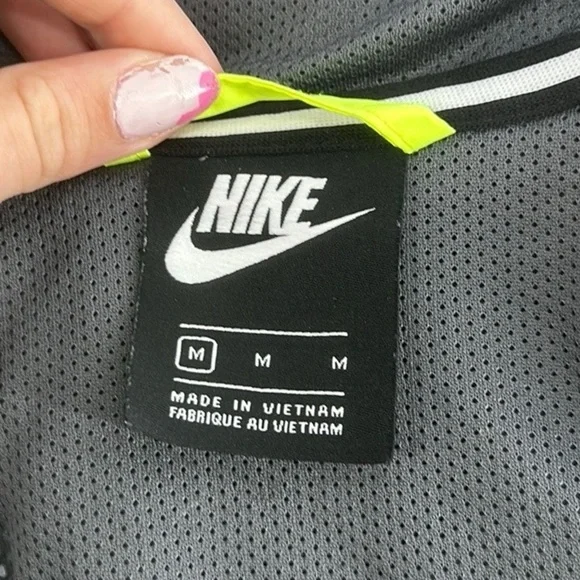 NIKE
M M M
MADE IN VIETNAM
FABRIQUE AU VIETNAM